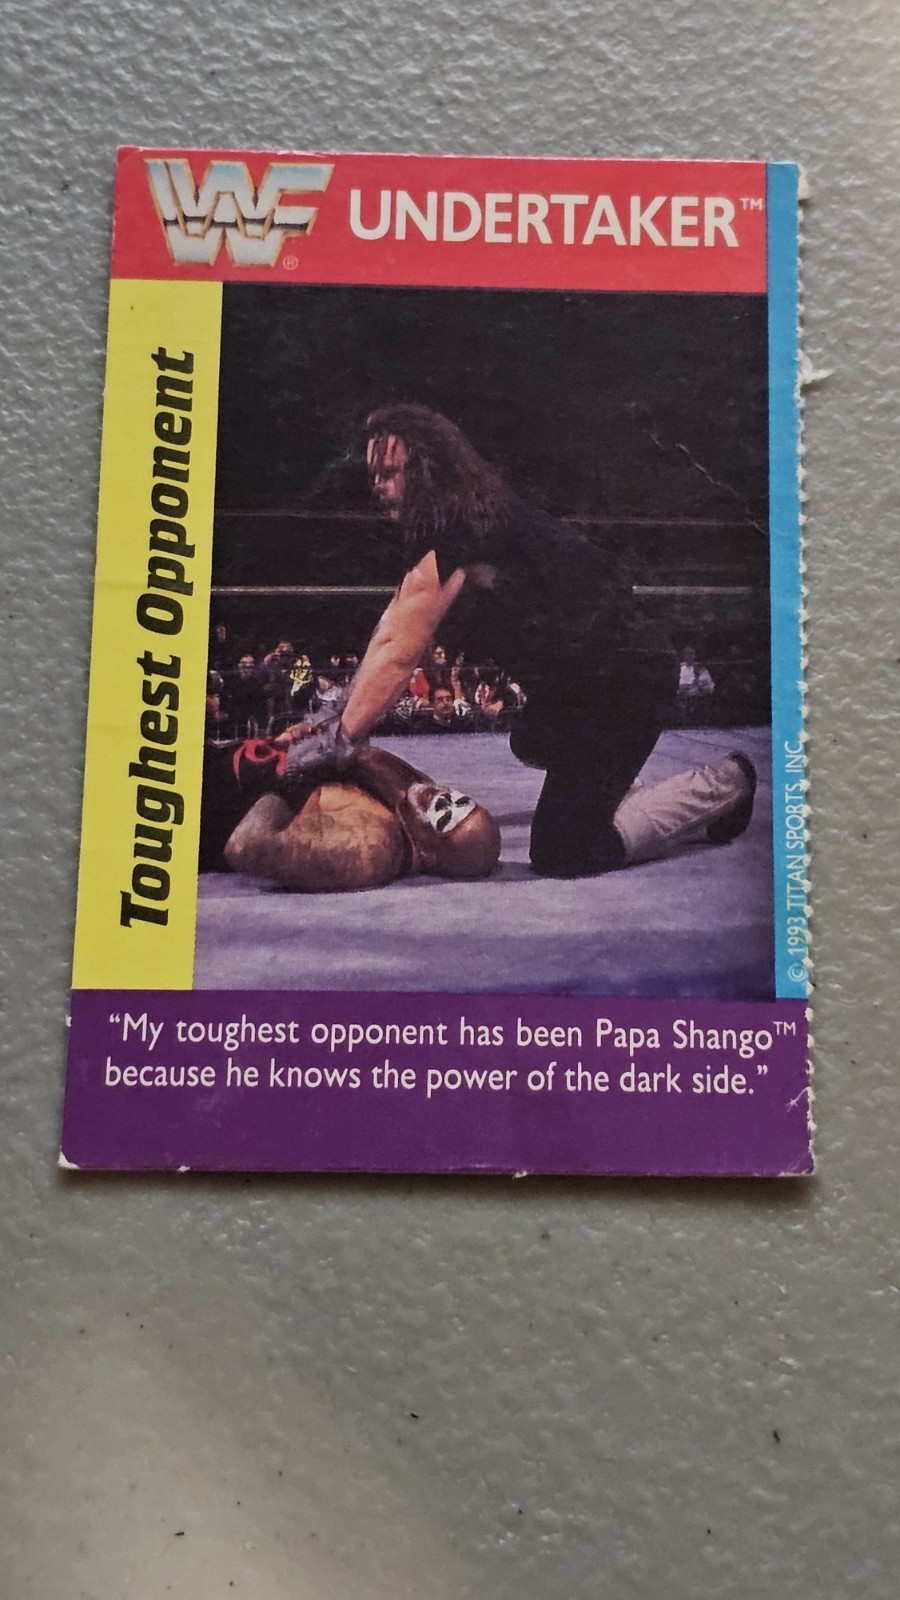 WF ® UNDERTAKER™
Toughest Opponent
© 1993 TITAN SPORTS, INC.
“My toughest opponent has been Papa Shango™
because he knows the power of the dark side.”